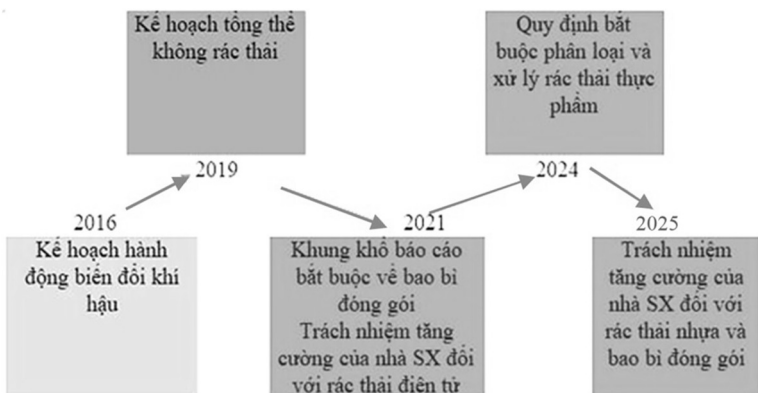 Kế hoạch tổng thể
không rác thải
2019
Quy định bắt
buộc phân loại và
xử lý rác thải thực
phẩm
2024
2016
Kế hoạch hành
động biến đổi khí
hậu
2021
Khung khổ báo cáo
bắt buộc về bao bì
đóng gói
Trách nhiệm tăng
cường của nhà SX đối
với rác thải điện tử
2025
Trách nhiệm
tăng cường của
nhà SX đối với
rác thải nhựa và
bao bì đóng gói